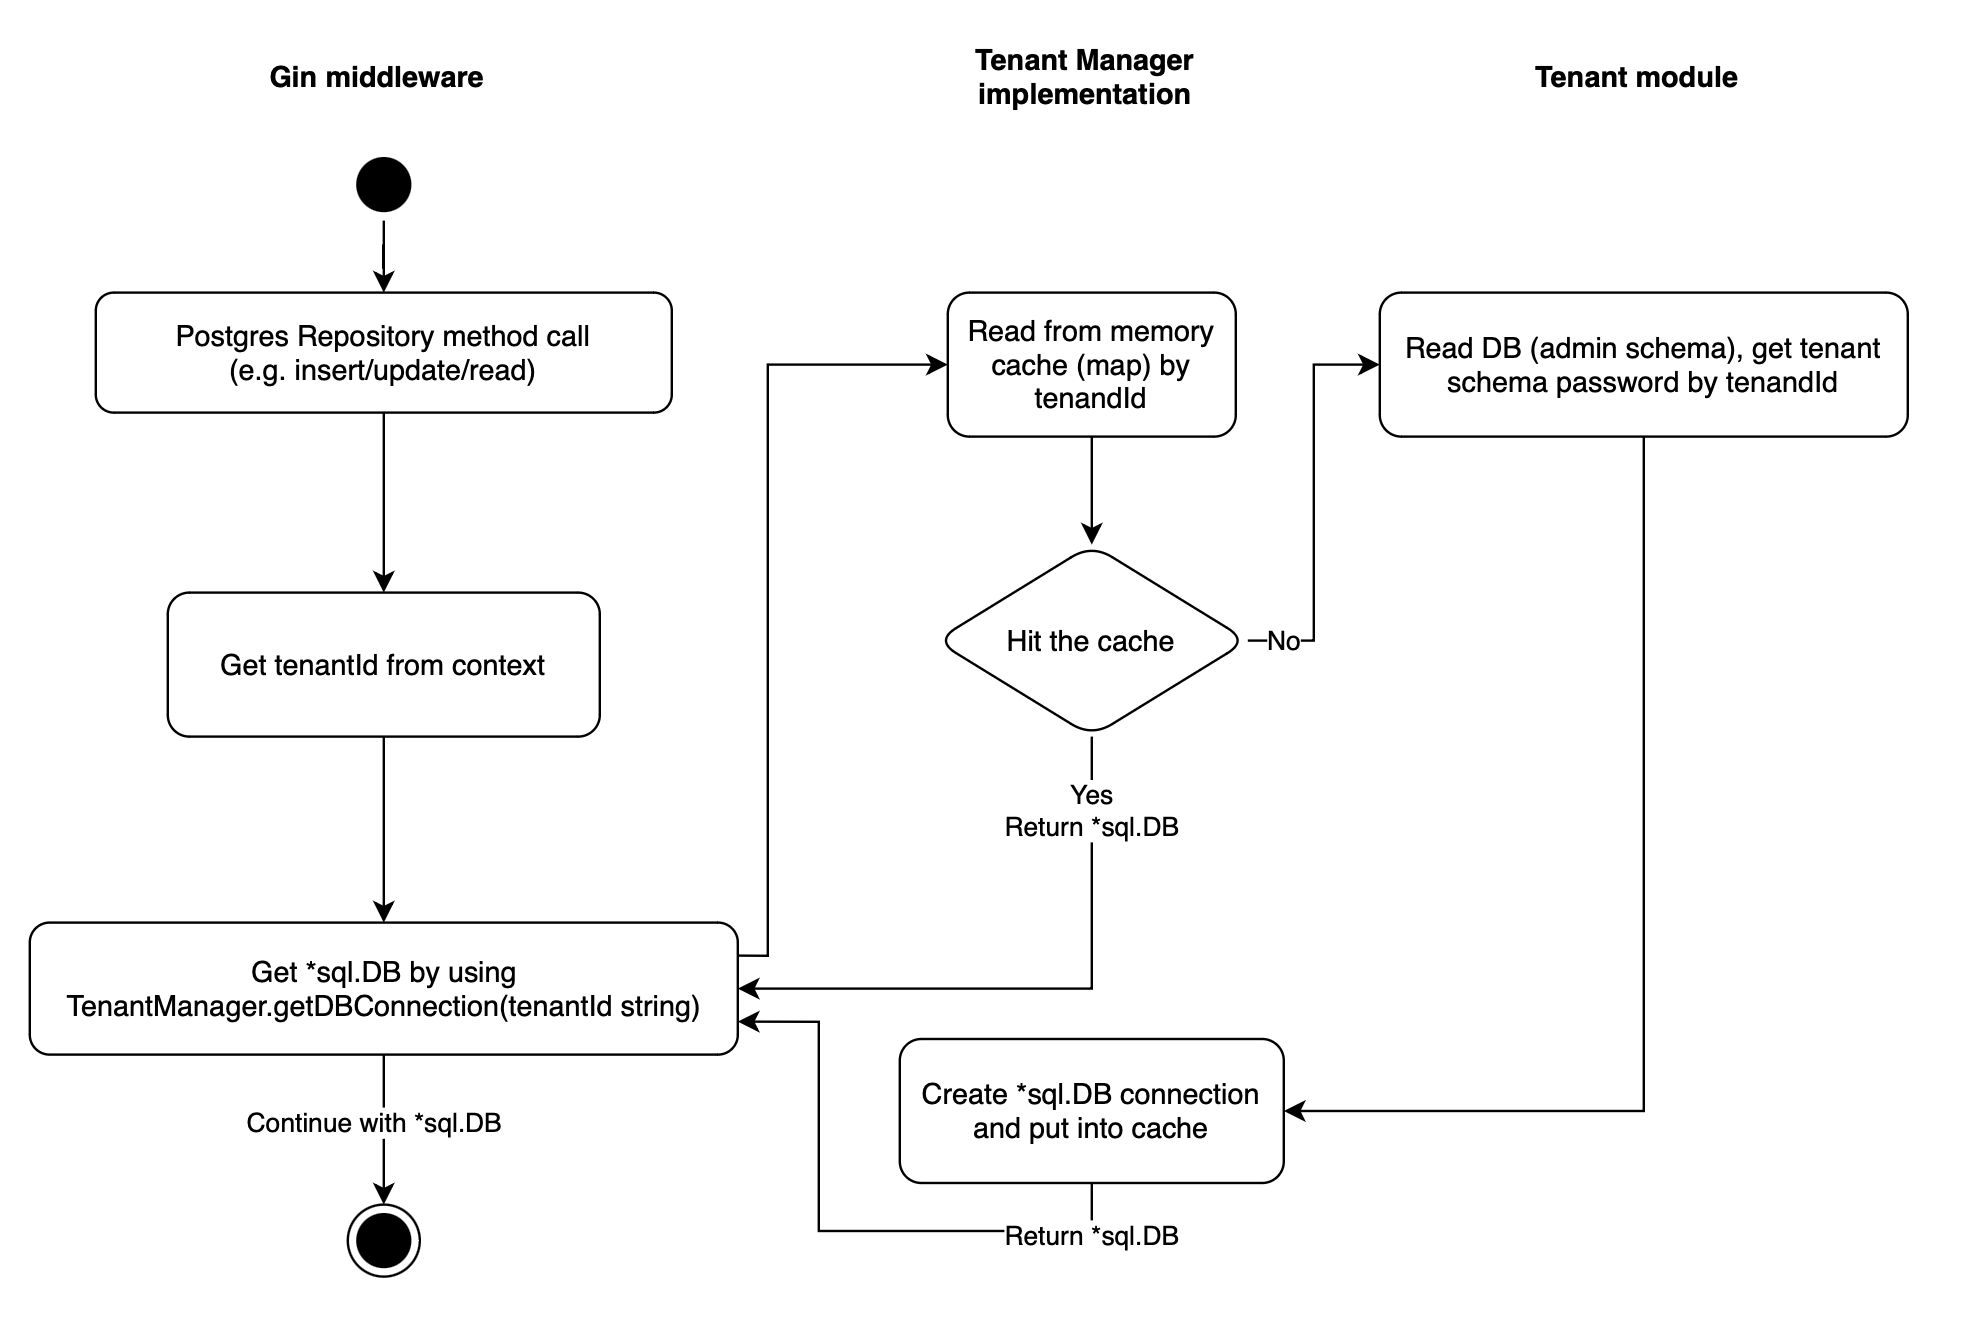 Gin middleware
Tenant Manager
implementation
Tenant module
Postgres Repository method call
(e.g. insert/update/read)
Read from memory
cache (map) by
tenandId
Read DB (admin schema), get tenant
schema password by tenandId
Get tenantId from context
Hit the cache
No
Yes
Return *sql.DB
Get *sql.DB by using
TenantManager.getDBConnection(tenantId string)
Create *sql.DB connection
and put into cache
Continue with *sql.DB
Return *sql.DB